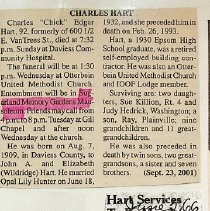 CHARLES HART
Charles "Chick" Edgar
Hart, 92, formerly of 600 1/2
E. VanTrees St., died at 7:32
p.m. Sunday at Daviess Com-
munity Hospital.
The funeral will be at 1:30
p.m. Wednesday at Otterbein
United Methodist Church
Entombment will be in Sug-
arland Memory Gardens Mau-
soleum. Friends may call from
4 p.m. to 8 p.m. Tuesday at Gill
Chapel and after noon
Wednesday at the church.
He was born on Aug. 7,
1909, in Daviess County, to
John A. and Elizabeth
(Wildridge) Hart. He married
Opal Lily Hunter on June 18,
1932, and she preceded him in
death on Feb. 26, 1993.
Hart, a 1930 Epsom High
School graduate, was a retired
self-employed building con-
tractor. He was also an Otter-
bein United Methodist Church
and IOOF Lodge member.
Surviving are: two daugh-
ters, Sue Killion, Rt. 4 and
Judy Hedrick, Washington; a
son, Ray, Plainville, nine
grandchildren and 11 great-
grandchildren.
He was also preceded in
death by twin sons, two great-
grandsons, a sister and seven
brothers. (Sept. 23, 2001)
Hart Services